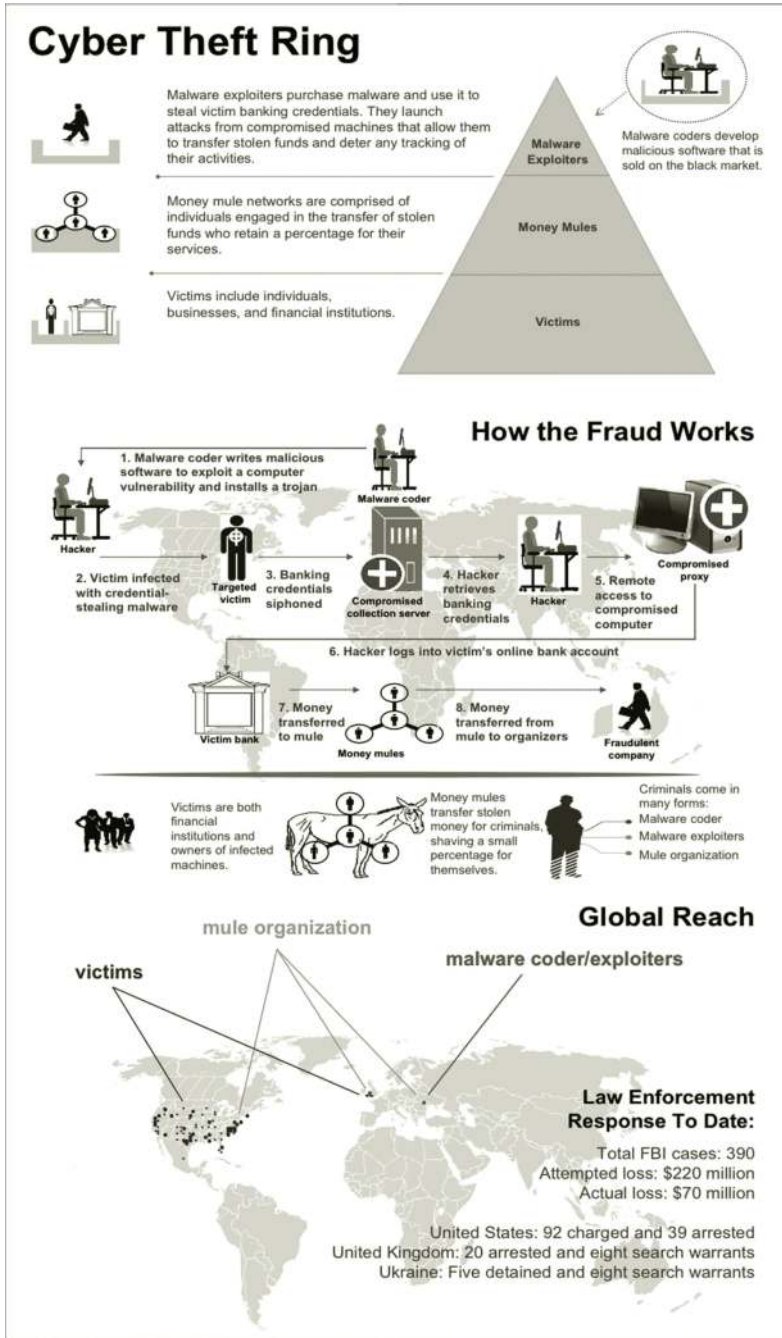 Cyber Theft Ring
Malware exploiters purchase malware and use it to
steal victim banking credentials. They launch
attacks from compromised machines that allow them
to transfer stolen funds and deter any tracking of
their activities.
Malware
Exploiters
Malware coders develop
malicious software that is
sold on the black market.
Money mule networks are comprised of
individuals engaged in the transfer of stolen
funds who retain a percentage for their
services.
Money Mules
Victims include individuals,
businesses, and financial institutions.
Victims
How the Fraud Works
1. Malware coder writes malicious
software to exploit a computer
vulnerability and installs a trojan
Malware coder
Hacker
2. Victim infected
with credential-
stealing malware
Targeted
victim
3. Banking
credentials
siphoned
Compromised
collection server
4. Hacker
retrieves
banking
credentials
Hacker
5. Remote
access to
compromised
computer
Compromised
proxy
6. Hacker logs into victim's online bank account
Victim bank
7. Money
transferred
to mule
Money mules
8. Money
transferred from
mule to organizers
Fraudulent
company
Victims are both
financial
institutions and
owners of infected
machines.
Money mules
transfer stolen
money for criminals,
shaving a small
percentage for
themselves.
Criminals come in
many forms:
Malware coder
Malware exploiters
Mule organization
Global Reach
mule organization
victims
malware coder/exploiters
Law Enforcement
Response To Date:
Total FBI cases: 390
Attempted loss: $220 million
Actual loss: $70 million
United States: 92 charged and 39 arrested
United Kingdom: 20 arrested and eight search warrants
Ukraine: Five detained and eight search warrants